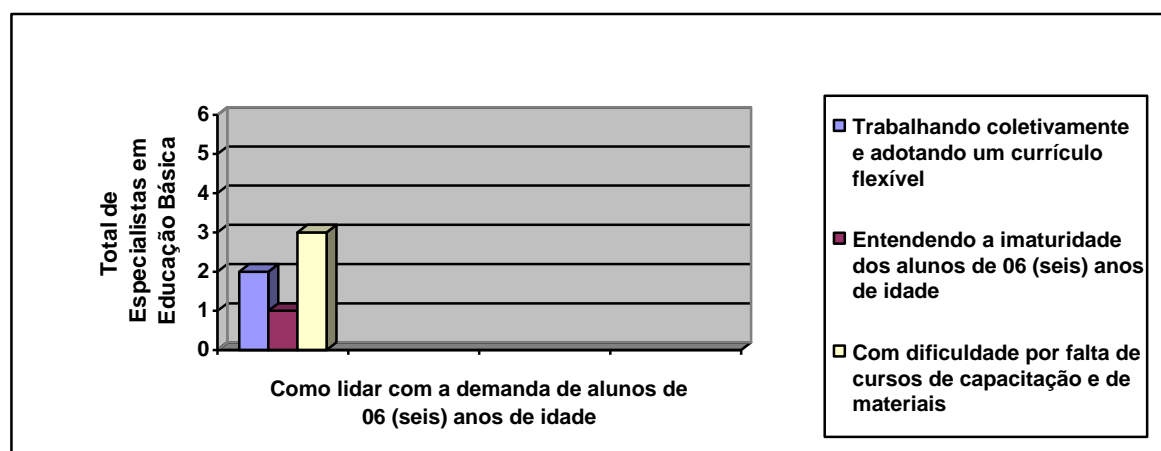 Total de
Especialistas em
Educação Básica
6
5
4
3
2
1
0
Como lidar com a demanda de alunos de
06 (seis) anos de idade
Trabalhando coletivamente
e adotando um currículo
flexível
Entendendo a imaturidade
dos alunos de 06 (seis) anos
de idade
Com dificuldade por falta de
cursos de capacitação e de
materiais